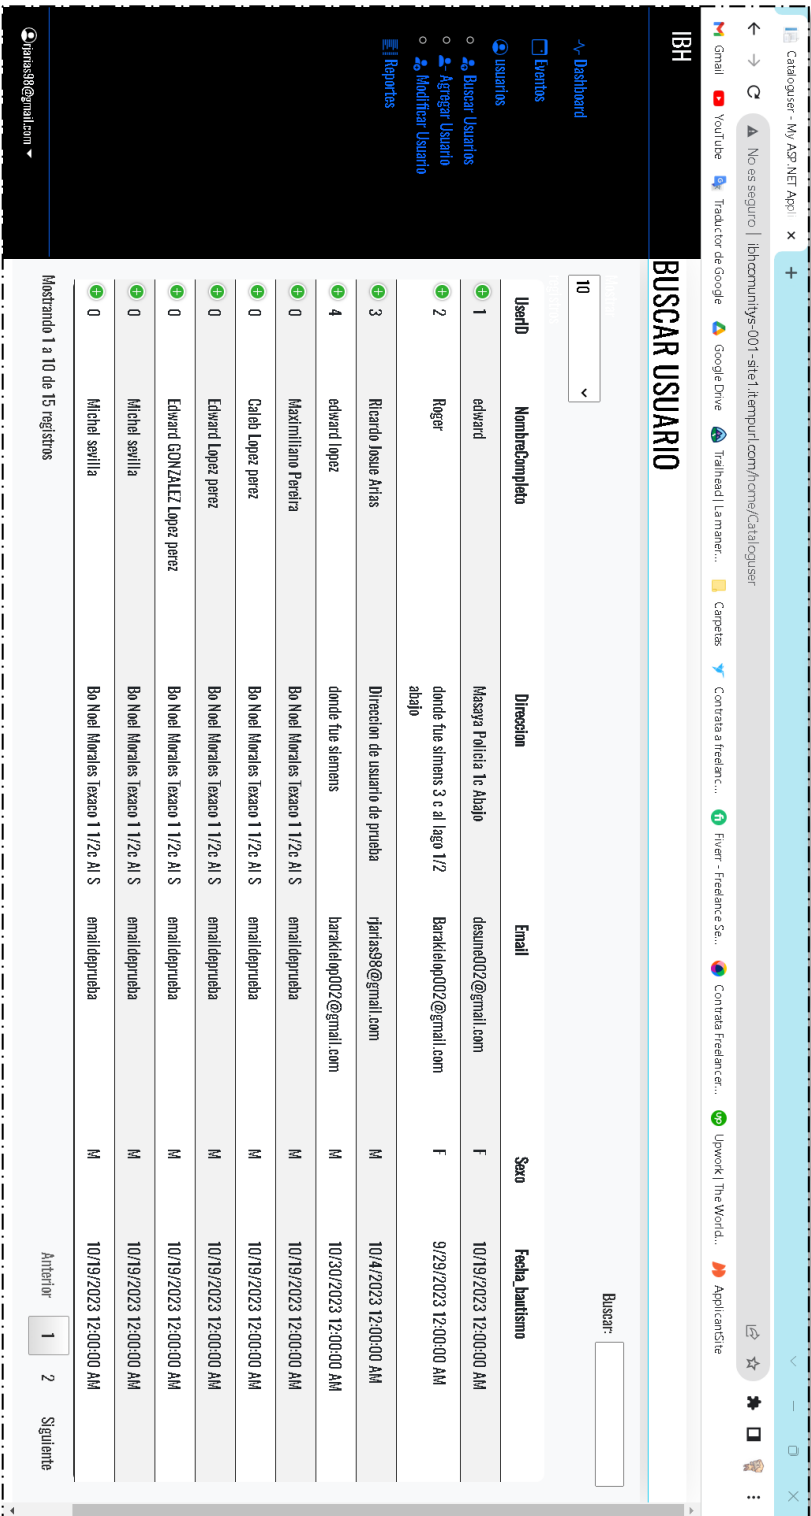 Cataloguser - My ASP.NET Appli
No es seguro | ibhcomunitys-001-site1.itempurl.com/home/Cataloguser
Gmail YouTube Traductor de Google Google Drive Trailhead | La maner... Carpetas Contrata a freelanc... Fiverr - Freelance Se... Contrata Freelancer... Upwork | The World... ApplicantSite
IBH
Dashboard
Eventos
usuarios
Buscar Usuarios
Agregar Usuario
Modificar Usuario
Reportes
rjarias98@gmail.com
BUSCAR USUARIO
10
Buscar:
UserID NombreCompleto Direccion Email Sexo Fecha_bautismo
1 edward Masaya Policia 1c Abajo desune002@gmail.com F 10/19/2023 12:00:00 AM
2 Roger donde fue simens 3 c al lago 1/2 Barakielop002@gmail.com F 9/29/2023 12:00:00 AM
abajo
3 Ricardo Josue Arias Direccion de usuario de prueba rjarias98@gmail.com M 10/4/2023 12:00:00 AM
4 edward lopez donde fue siemens barakielop002@gmail.com M 10/30/2023 12:00:00 AM
0 Maximiliano Pereira Bo Noel Morales Texaco 1 1/2c Al S emaildeprueba M 10/19/2023 12:00:00 AM
0 Caleb Lopez perez Bo Noel Morales Texaco 1 1/2c Al S emaildeprueba M 10/19/2023 12:00:00 AM
0 Edward Lopez perez Bo Noel Morales Texaco 1 1/2c Al S emaildeprueba M 10/19/2023 12:00:00 AM
0 Edward GONZALEZ Lopez perez Bo Noel Morales Texaco 1 1/2c Al S emaildeprueba M 10/19/2023 12:00:00 AM
0 Michel sevilla Bo Noel Morales Texaco 1 1/2c Al S emaildeprueba M 10/19/2023 12:00:00 AM
0 Michel sevilla Bo Noel Morales Texaco 1 1/2c Al S emaildeprueba M 10/19/2023 12:00:00 AM
Mostrando 1 a 10 de 15 registros
Anterior 1 2 Siguiente